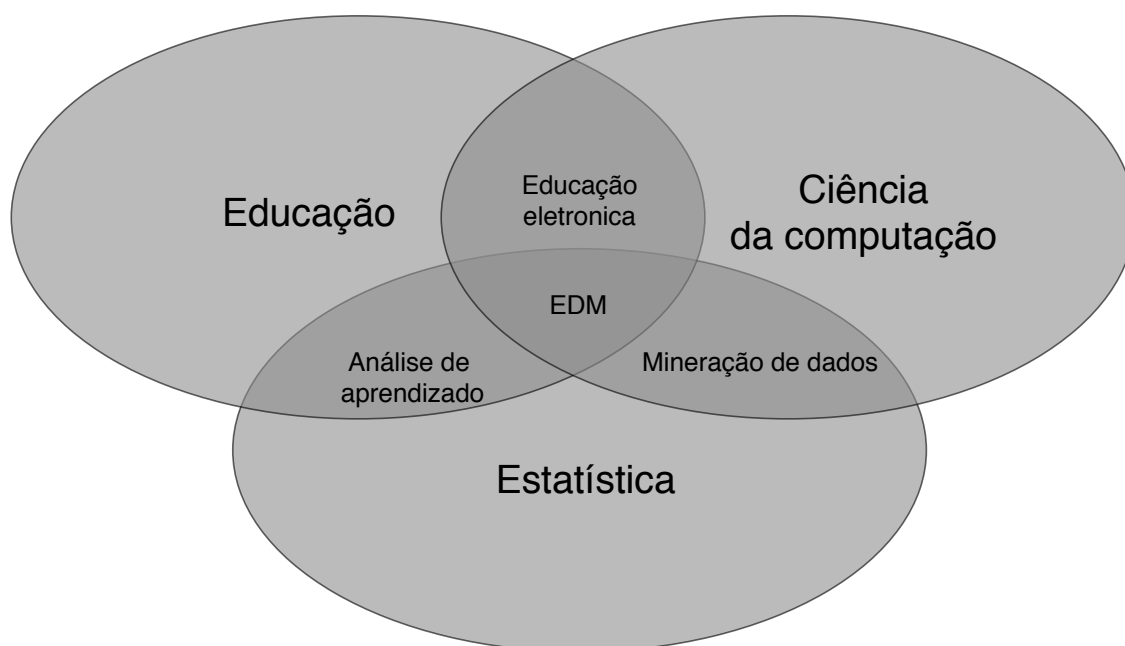 Educação
Educação
eletronica
Ciência
da computação
EDM
Análise de
aprendizado
Mineração de dados
Estatística